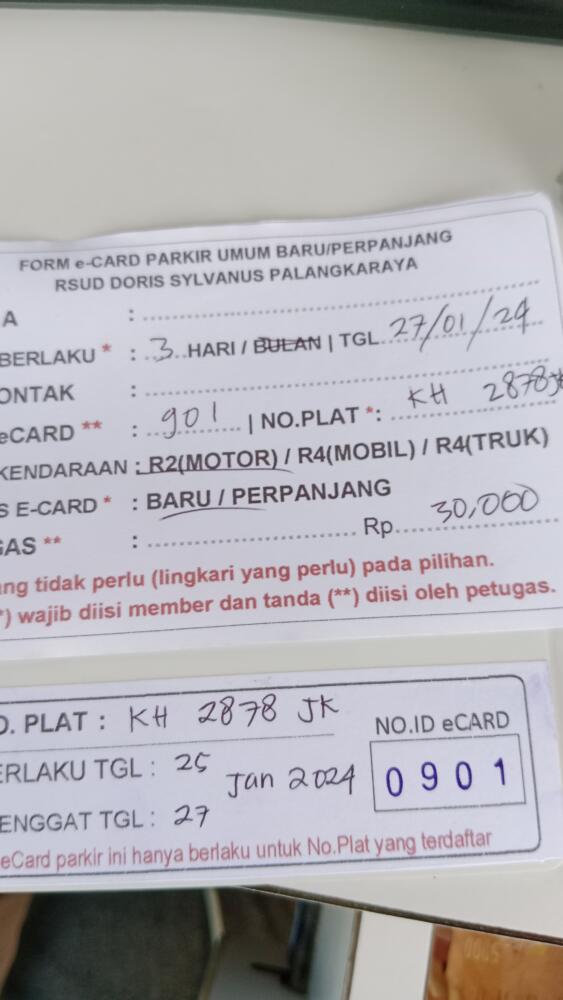 FORM e-CARD PARKIR UMUM BARU/PERPANJANG
RSUD DORIS SYLVANUS PALANGKARAYA
A :
BERLAKU * : 3 HARI / BULAN | TGL 27/01/24
ONTAK :
eCARD ** : 901 | NO.PLAT *: KH 2878 JK
KENDARAAN : R2(MOTOR) / R4(MOBIL) / R4(TRUK)
S E-CARD * : BARU / PERPANJANG
GAS ** : Rp. 30,000
ng tidak perlu (lingkari yang perlu) pada pilihan.
*) wajib diisi member dan tanda (**) diisi oleh petugas.
O. PLAT : KH 2878 JK
NO.ID eCARD
ERLAKU TGL : 25 Jan 2024
0901
ENGGAT TGL : 27
eCard parkir ini hanya berlaku untuk No.Plat yang terdaftar